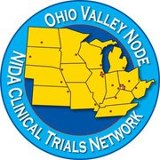 OHIO VALLEY NODE
NIDA CLINICAL TRIALS NETWORK